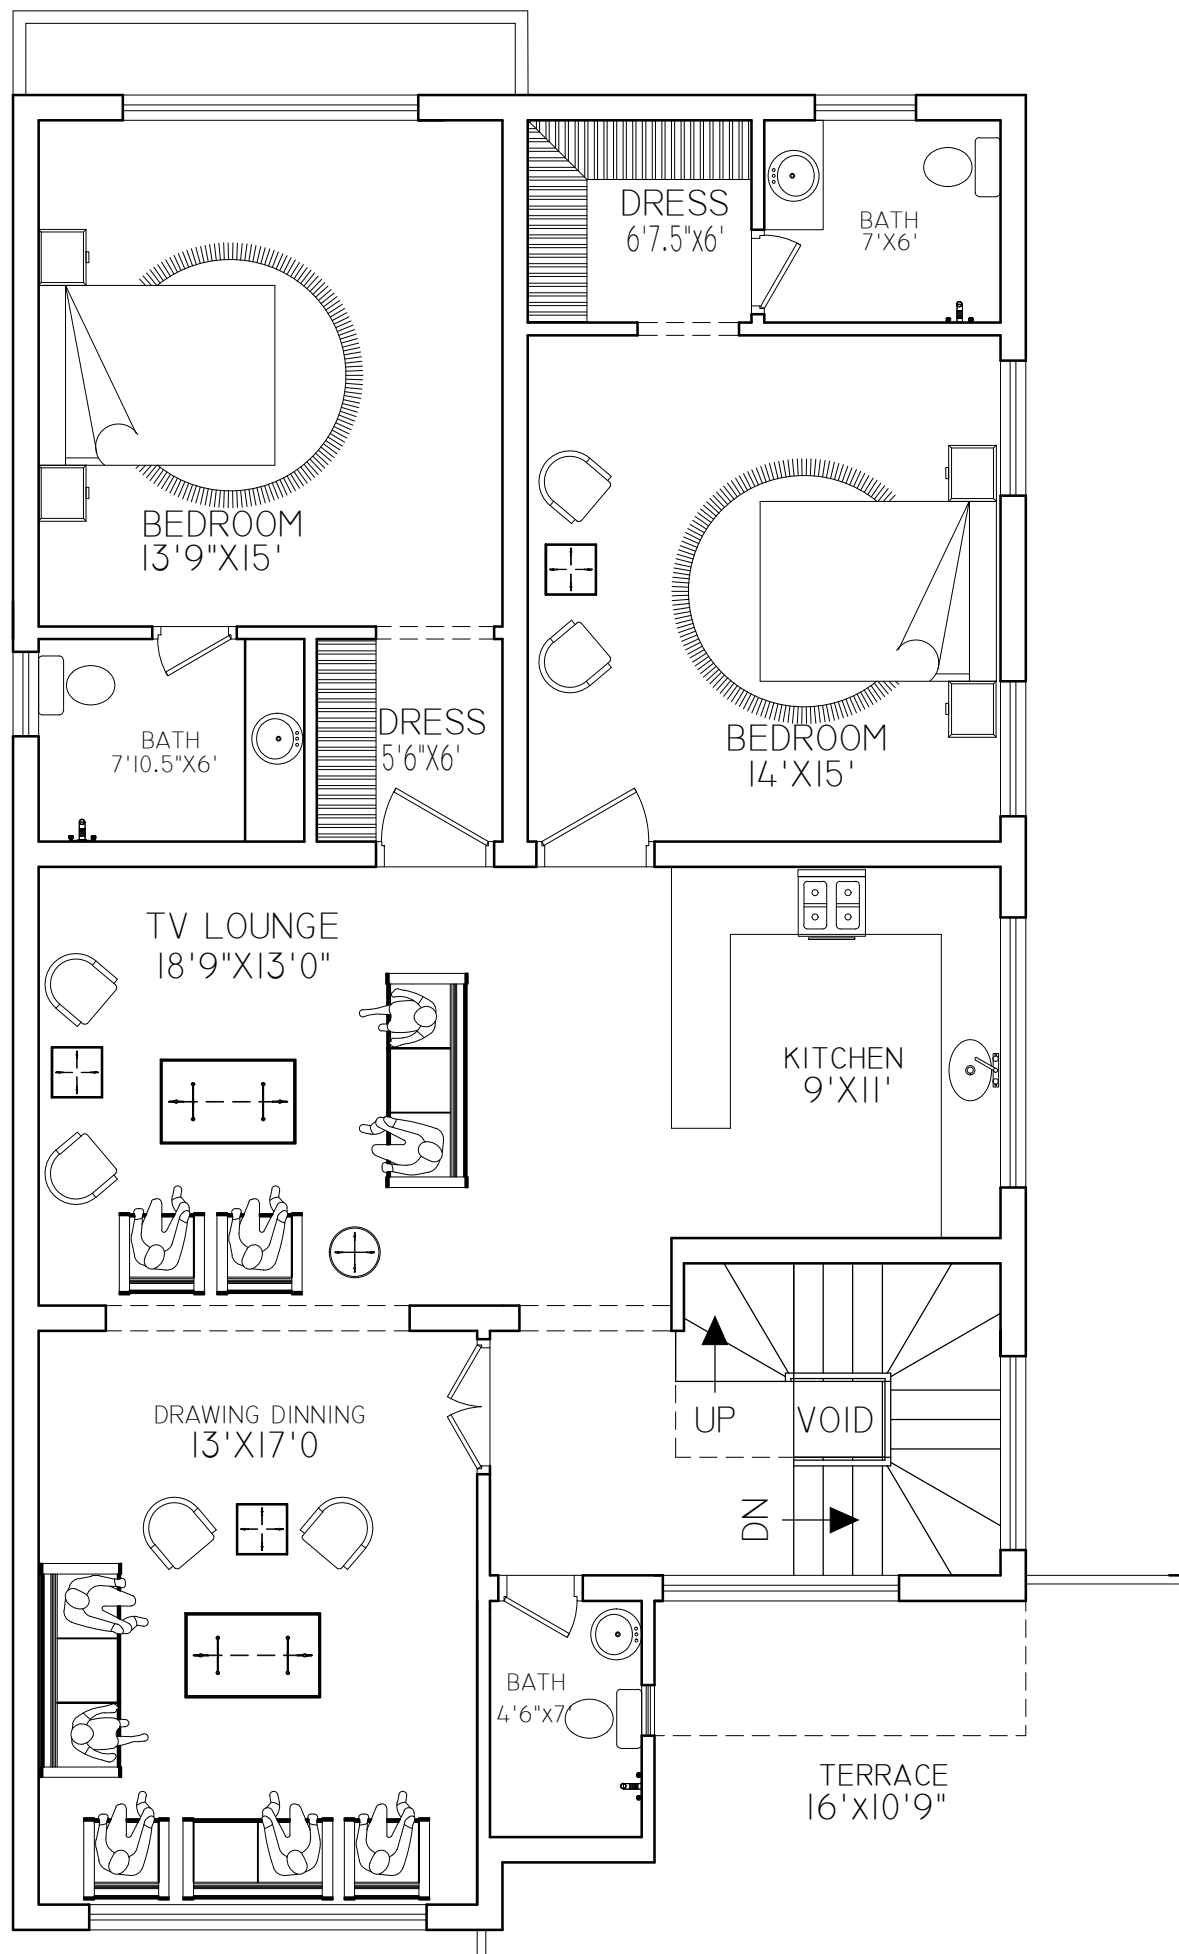 DRESS
6'7.5"X6'
BATH
7'X6'
BEDROOM
13'9"X15'
DRESS
5'6"X6'
BATH
7'10.5"X6'
BEDROOM
14'X15'
TV LOUNGE
18'9"X13'0"
KITCHEN
9'X11'
DRAWING DINNING
13'X17'0
UP
VOID
DN
BATH
4'6"x7'
TERRACE
16'x10'9"